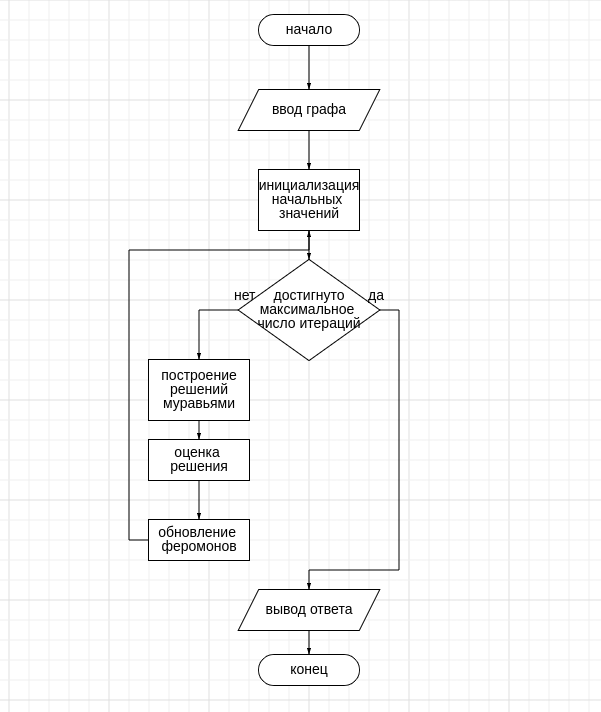 начало
ввод графа
инициализация
начальных
значений
нет
достигнуто
максимальное
число итераций
да
построение
решений
муравьями
оценка
решения
обновление
феромонов
вывод ответа
конец